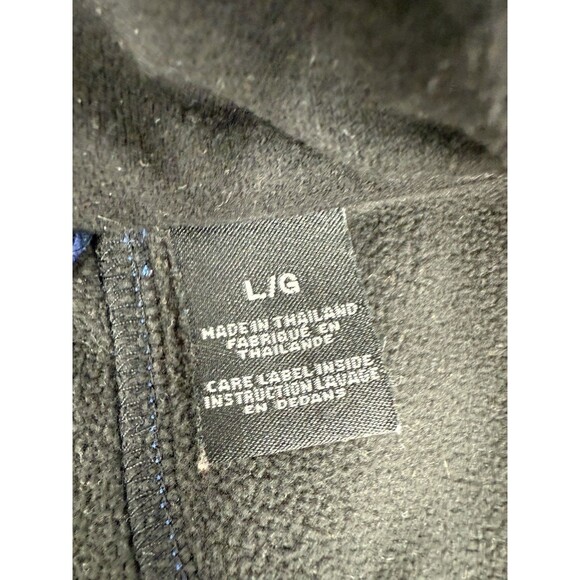 L/G
MADE IN THAILAND
FABRIQUÉ EN
THAILANDE
CARE LABEL INSIDE
INSTRUCTION LAVAGE
EN DEDANS